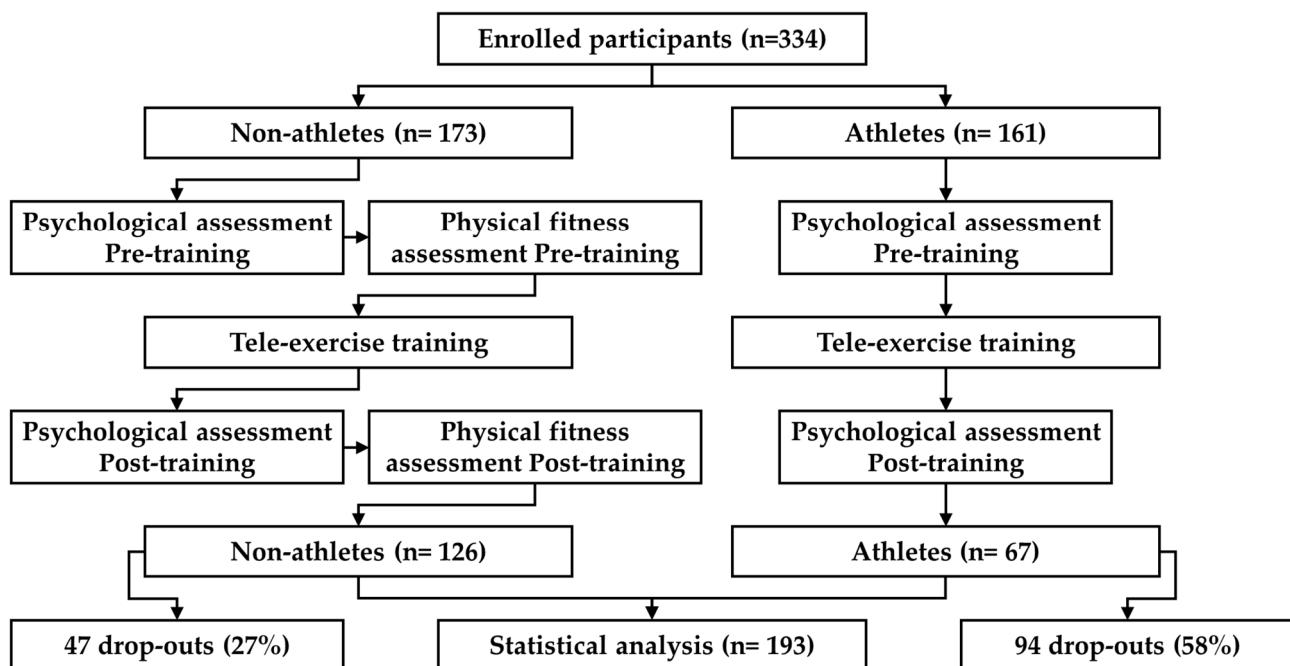 Enrolled participants (n=334)
Non-athletes (n= 173)
Athletes (n= 161)
Psychological assessment
Pre-training
Physical fitness
assessment Pre-training
Psychological assessment
Pre-training
Tele-exercise training
Tele-exercise training
Psychological assessment
Post-training
Physical fitness
assessment Post-training
Psychological assessment
Post-training
Non-athletes (n= 126)
Athletes (n= 67)
47 drop-outs (27%)
Statistical analysis (n= 193)
94 drop-outs (58%)